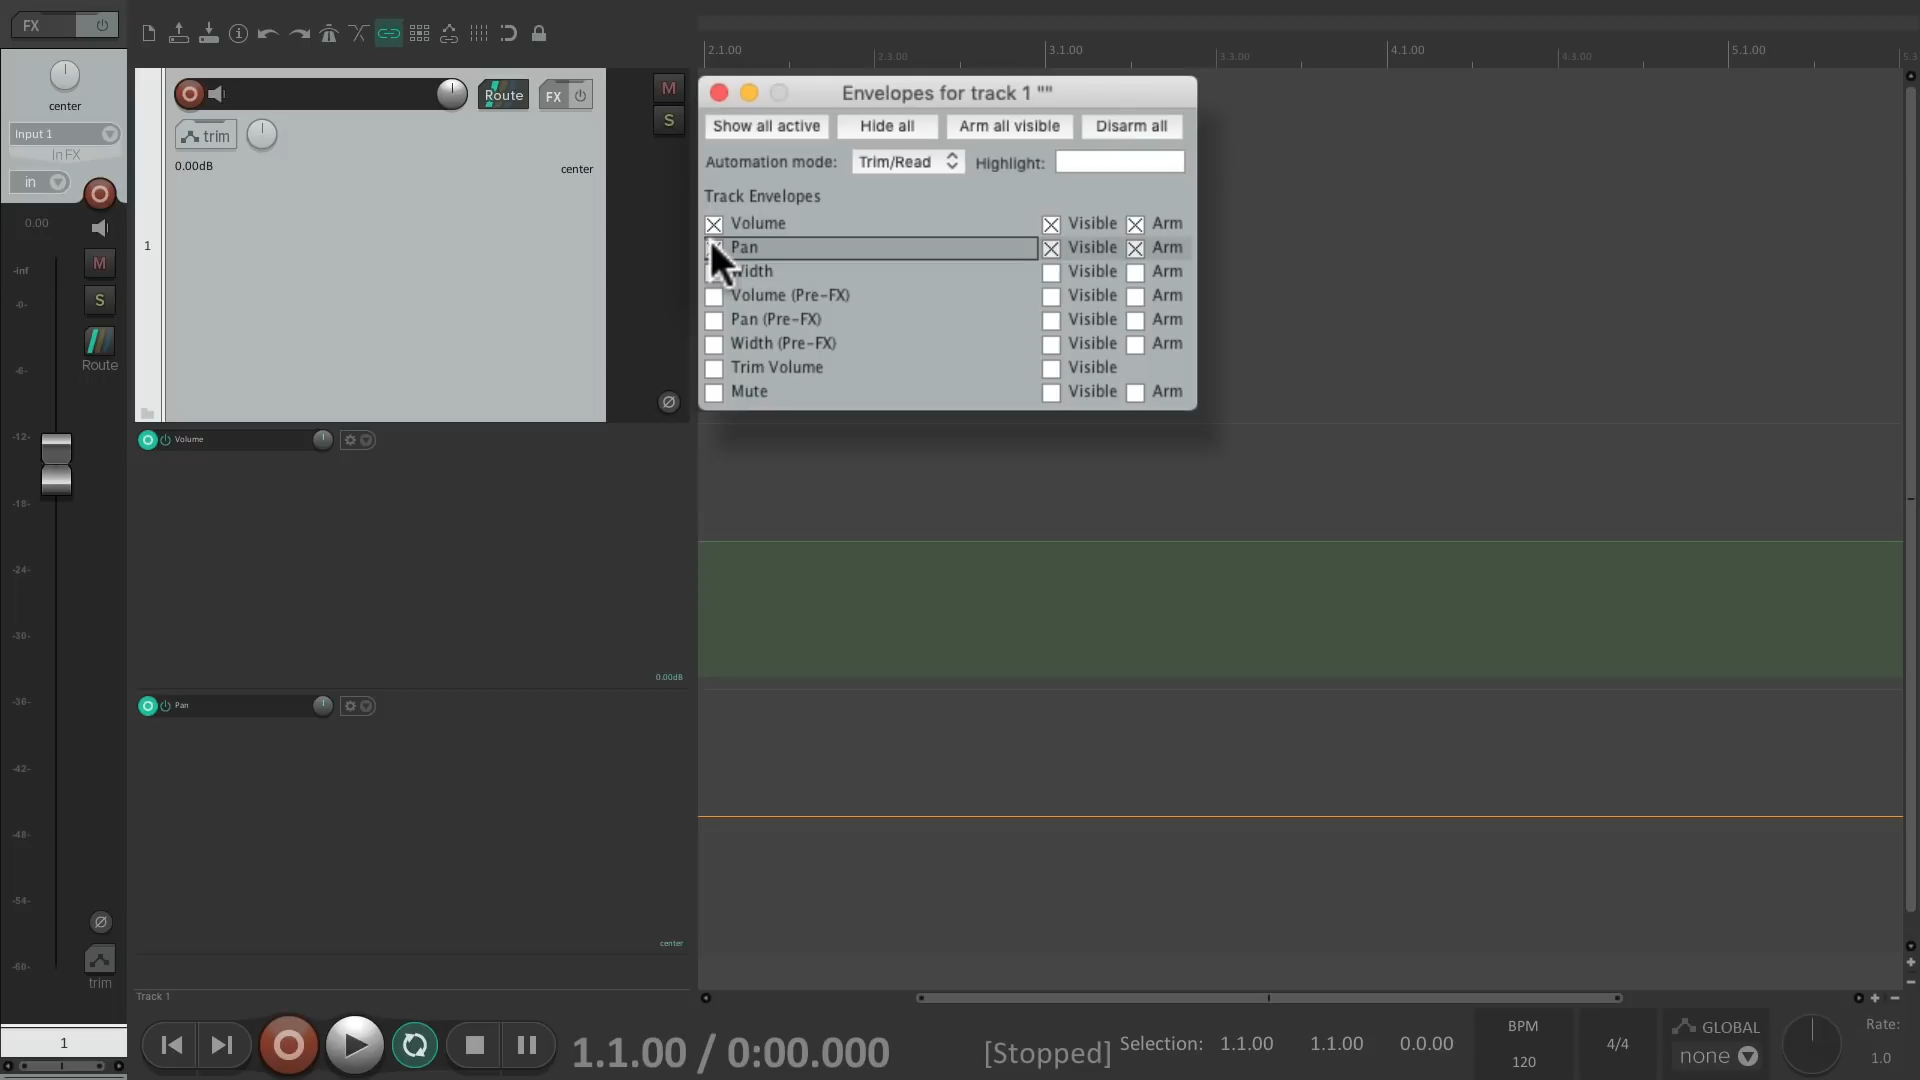 FX
center
Input 1
In FX
in
0.00
-inf
M
-0-
S
Route
-6-
-12-
-18-
-24-
-30-
-36-
-42-
-48-
-54-
-60-
trim
1
Route
FX
M
S
trim
0.00dB
center
1
Volume
0.00dB
Pan
center
Track 1
2.1.00
2.3.00
3.1.00
3.3.00
4.1.00
4.3.00
5.1.00
5.3
Envelopes for track 1 ""
Show all active
Hide all
Arm all visible
Disarm all
Automation mode:
Trim/Read
Highlight:
Track Envelopes
Volume Visible Arm
Pan Visible Arm
Width Visible Arm
Volume (Pre-FX) Visible Arm
Pan (Pre-FX) Visible Arm
Width (Pre-FX) Visible Arm
Trim Volume Visible
Mute Visible Arm
1.1.00 / 0:00.000
[Stopped]
Selection: 1.1.00 1.1.00 0.0.00
BPM
120
4/4
GLOBAL
none
Rate:
1.0